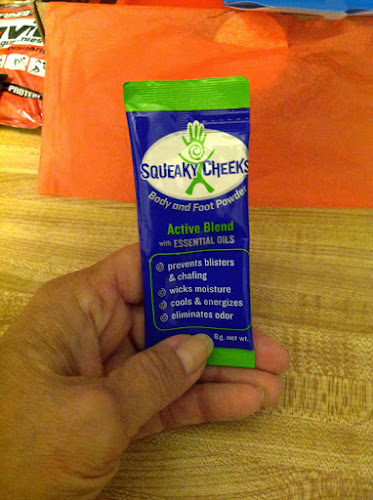 SQUEAKY CHEEKS
Body and Foot Powder
Active Blend
with ESSENTIAL OILS
prevents blisters
& chafing
wicks moisture
cools & energizes
eliminates odor
8g. net wt.
PROTEIN